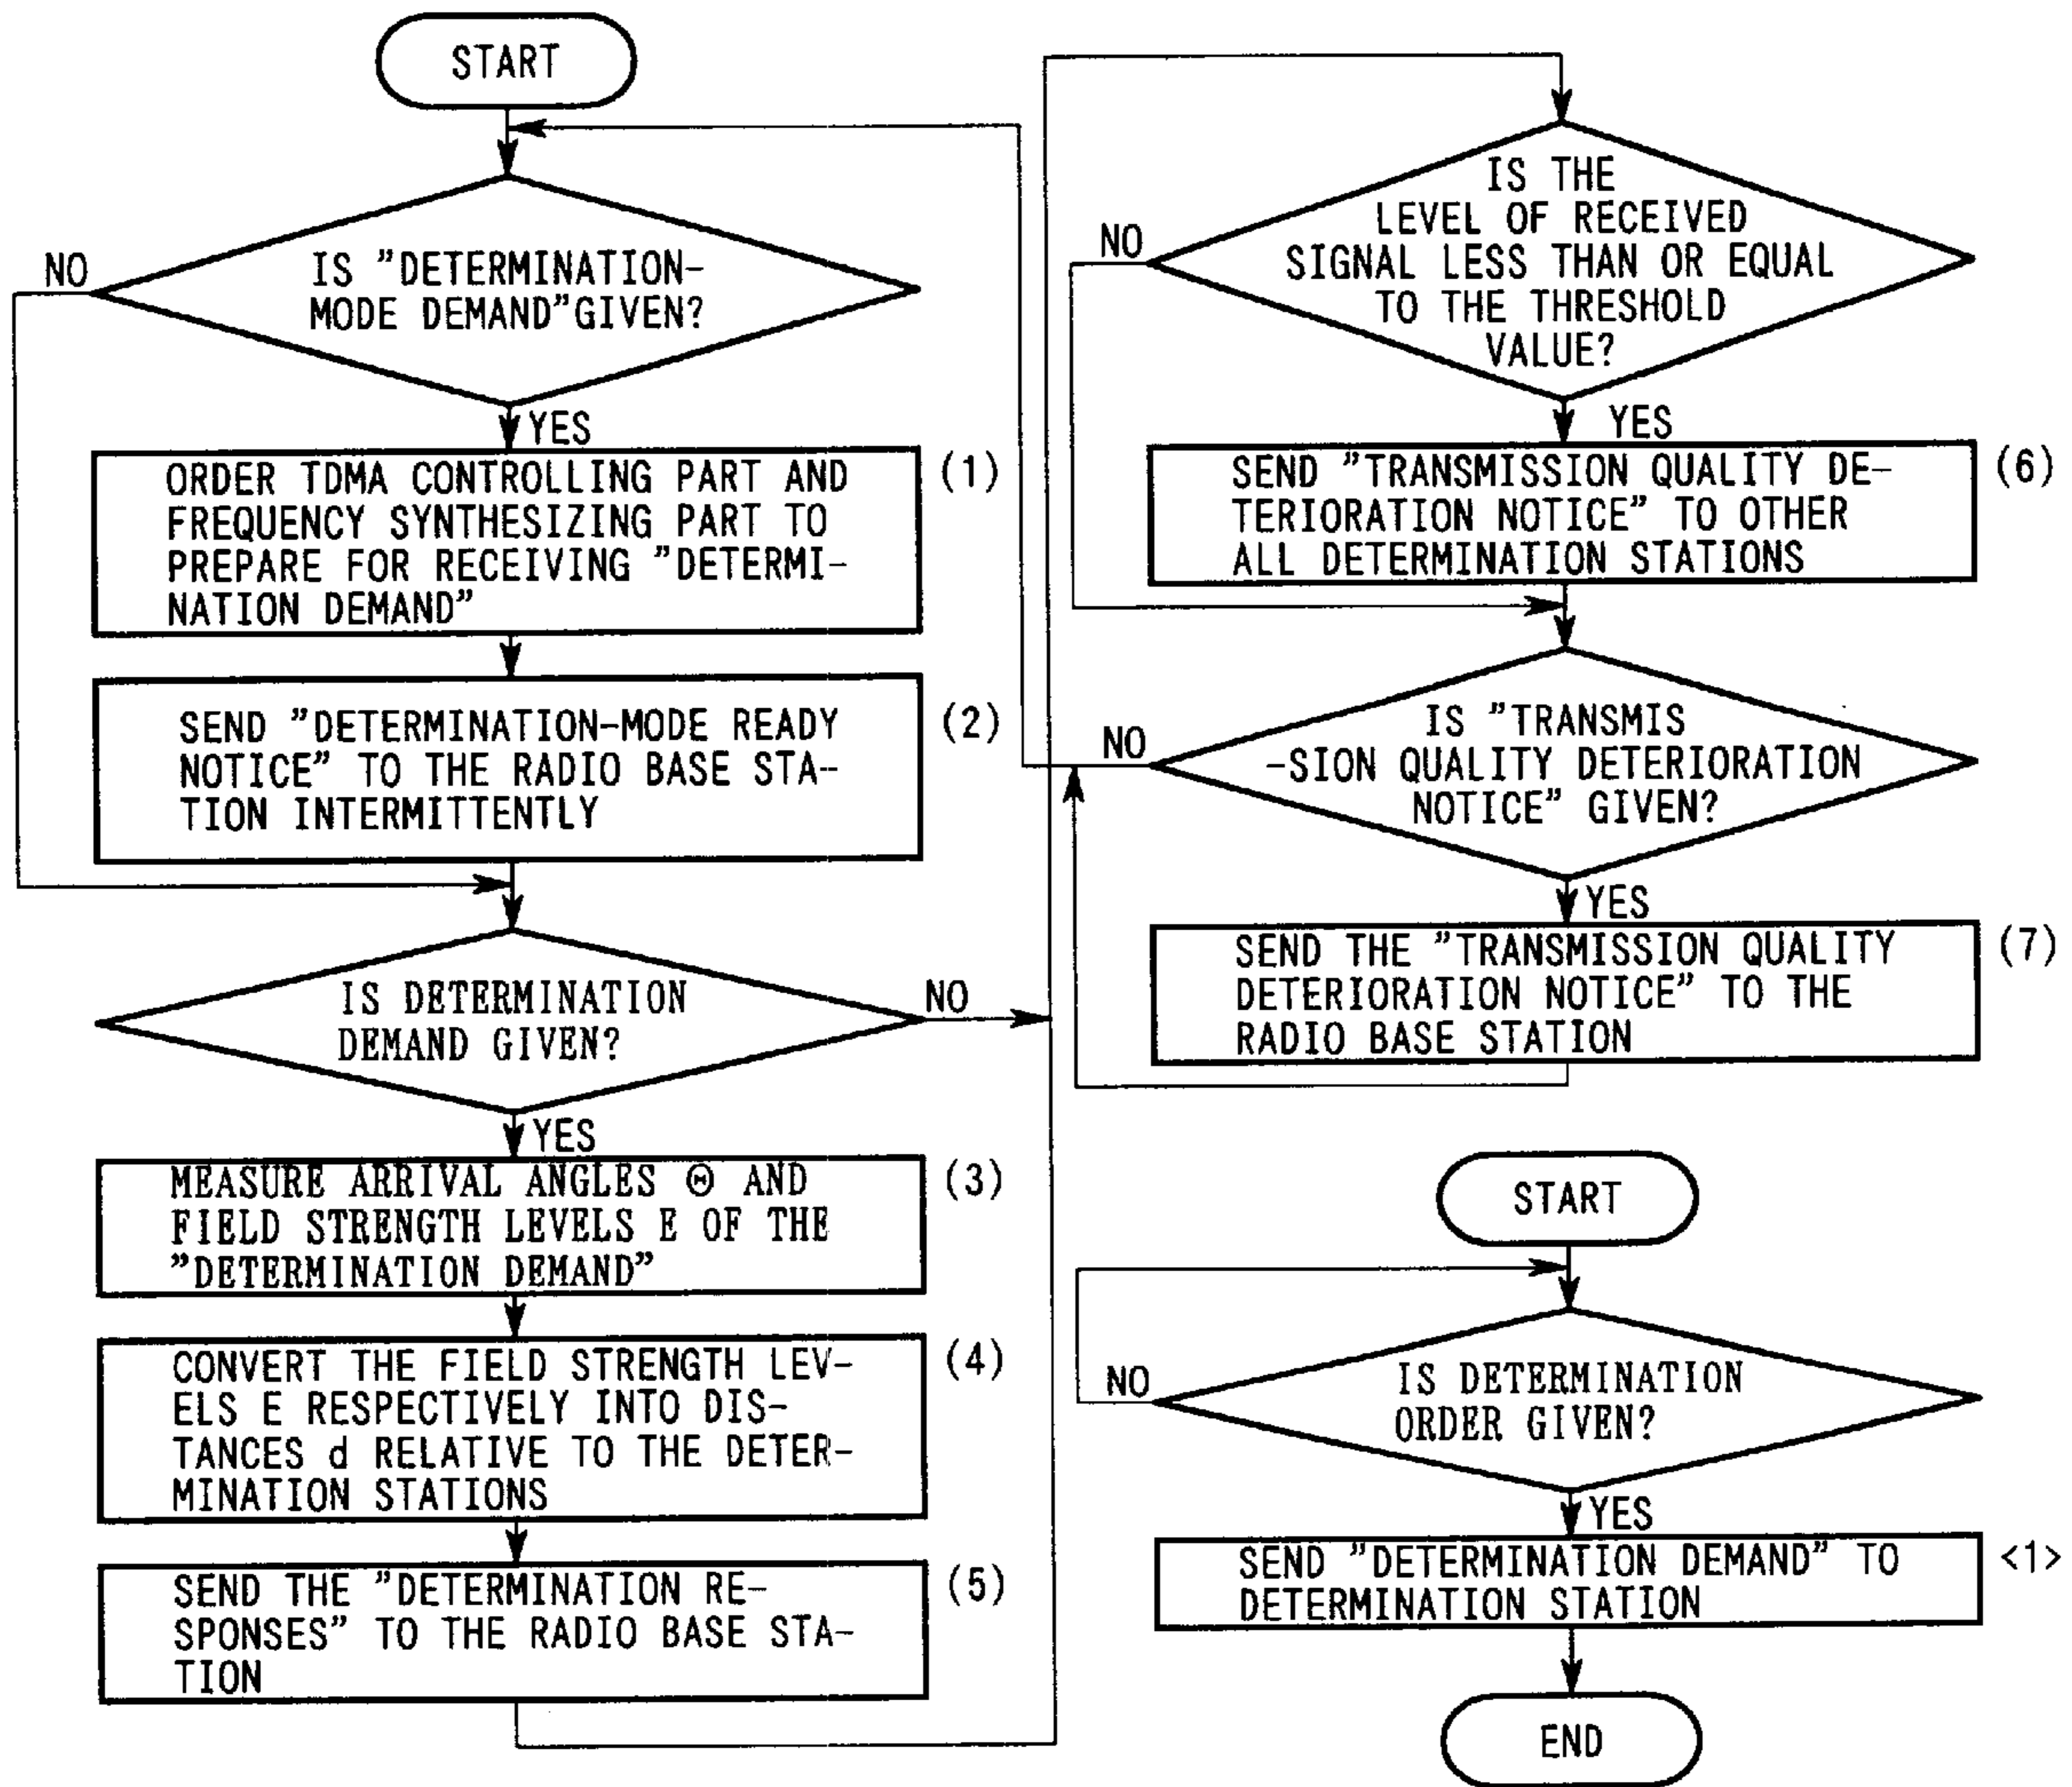 START
IS "DETERMINATION-
MODE DEMAND"GIVEN?
NO
YES
ORDER TDMA CONTROLLING PART AND
FREQUENCY SYNTHESIZING PART TO
PREPARE FOR RECEIVING "DETERMI-
NATION DEMAND"
(1)
SEND "DETERMINATION-MODE READY
NOTICE" TO THE RADIO BASE STA-
TION INTERMITTENTLY
(2)
IS DETERMINATION
DEMAND GIVEN?
NO
YES
MEASURE ARRIVAL ANGLES Θ AND
FIELD STRENGTH LEVELS E OF THE
"DETERMINATION DEMAND"
(3)
CONVERT THE FIELD STRENGTH LEV-
ELS E RESPECTIVELY INTO DIS-
TANCES d RELATIVE TO THE DETER-
MINATION STATIONS
(4)
SEND THE "DETERMINATION RE-
SPONSES" TO THE RADIO BASE STA-
TION
(5)
IS THE
LEVEL OF RECEIVED
SIGNAL LESS THAN OR EQUAL
TO THE THRESHOLD
VALUE?
NO
YES
SEND "TRANSMISSION QUALITY DE-
TERIORATION NOTICE" TO OTHER
ALL DETERMINATION STATIONS
(6)
IS "TRANSMIS
-SION QUALITY DETERIORATION
NOTICE" GIVEN?
NO
YES
SEND THE "TRANSMISSION QUALITY
DETERIORATION NOTICE" TO THE
RADIO BASE STATION
(7)
START
IS DETERMINATION
ORDER GIVEN?
NO
YES
SEND "DETERMINATION DEMAND" TO
DETERMINATION STATION
<1>
END